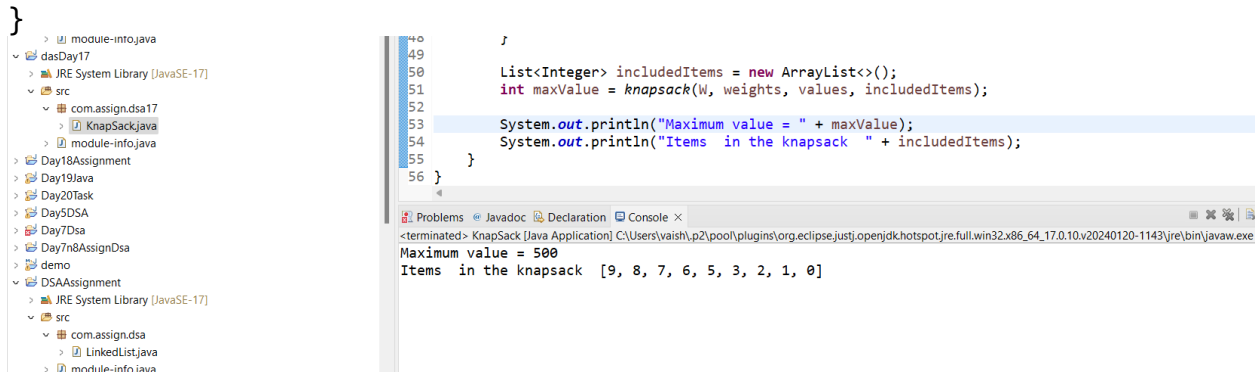 }
module-info.java
dasDay17
JRE System Library [JavaSE-17]
src
com.assign.dsa17
KnapSack.java
module-info.java
Day18Assignment
Day19Java
Day20Task
Day5DSA
Day7Dsa
Day7n8AssignDsa
demo
DSAAssignment
JRE System Library [JavaSE-17]
src
com.assign.dsa
LinkedList.java
module-info.java
48 }
49
50 List<Integer> includedItems = new ArrayList<>();
51 int maxValue = knapsack(W, weights, values, includedItems);
52
53 System.out.println("Maximum value = " + maxValue);
54 System.out.println("Items  in the knapsack  " + includedItems);
55 }
56 }
Problems @ Javadoc Declaration Console ×
<terminated> KnapSack [Java Application] C:\Users\vaish\.p2\pool\plugins\org.eclipse.justj.openjdk.hotspot.jre.full.win32.x86_64_17.0.10.v20240120-1143\jre\bin\javaw.exe
Maximum value = 500
Items  in the knapsack  [9, 8, 7, 6, 5, 3, 2, 1, 0]